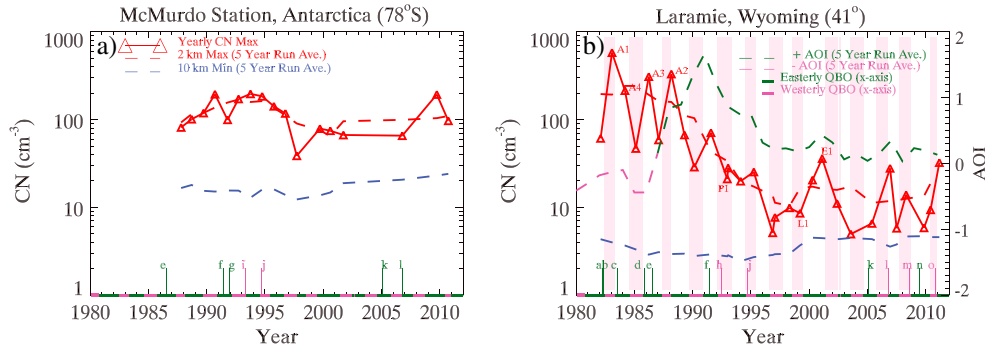 McMurdo Station, Antarctica (78°S)
a)
Yearly CN Max
2 km Max (5 Year Run Ave.)
10 km Min (5 Year Run Ave.)
1000
100
10
1
CN (cm⁻³)
e f g i j k l
1980 1985 1990 1995 2000 2005 2010
Year
Laramie, Wyoming (41°)
b)
+ AOI (5 Year Run Ave.)
- AOI (5 Year Run Ave.)
Easterly QBO (x-axis)
Westerly QBO (x-axis)
1000
100
10
1
CN (cm⁻³)
A1
A4
A3
A2
P1
L1
E1
2
1
0
-1
-2
AOI
ab c d e f h j k l m n o
1980 1985 1990 1995 2000 2005 2010
Year